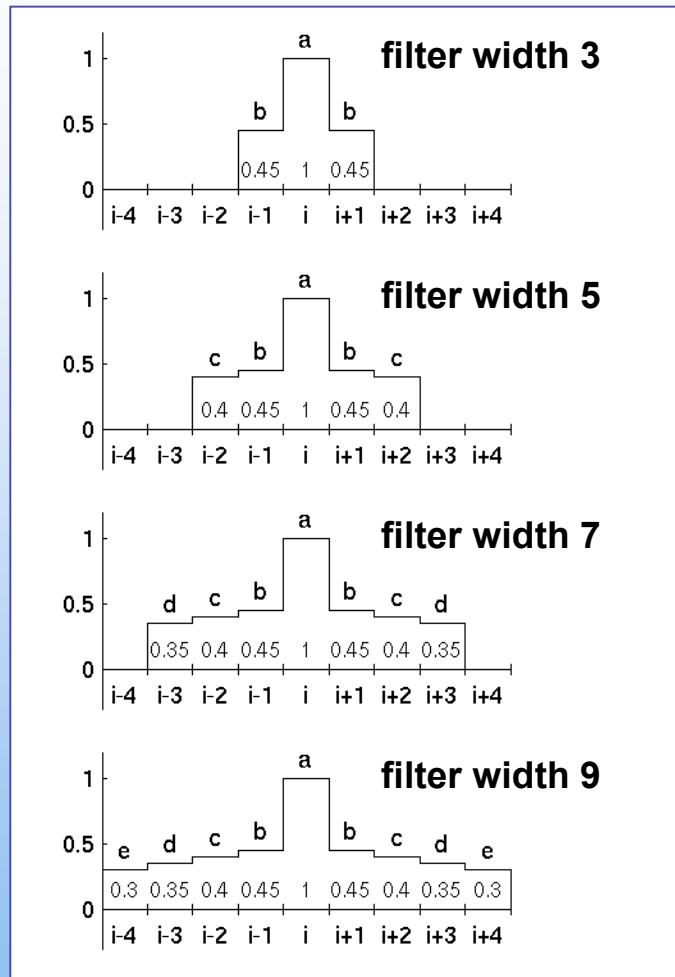 a
filter width 3
1
b b
0.5
0.45 1 0.45
0
i-4 i-3 i-2 i-1 i i+1 i+2 i+3 i+4
a
filter width 5
1
c b b c
0.5
0.4 0.45 1 0.45 0.4
0
i-4 i-3 i-2 i-1 i i+1 i+2 i+3 i+4
a
filter width 7
1
d c b b c d
0.5
0.35 0.4 0.45 1 0.45 0.4 0.35
0
i-4 i-3 i-2 i-1 i i+1 i+2 i+3 i+4
a
filter width 9
1
e d c b b c d e
0.5
0.3 0.35 0.4 0.45 1 0.45 0.4 0.35 0.3
0
i-4 i-3 i-2 i-1 i i+1 i+2 i+3 i+4